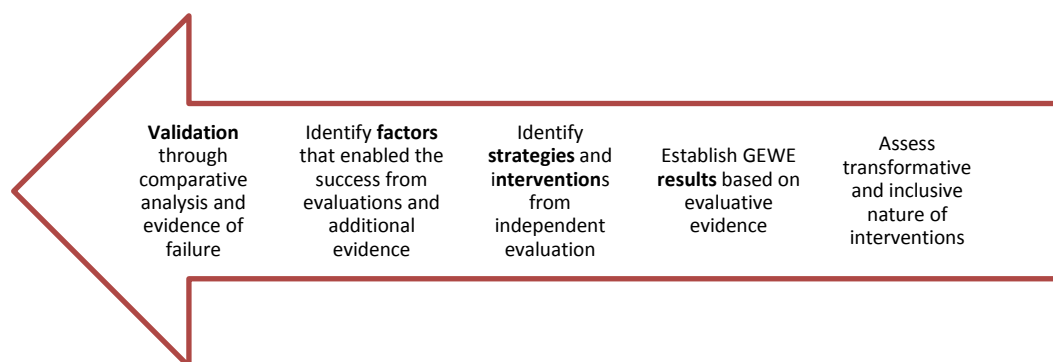 Validation
through
comparative
analysis and
evidence of
failure
Identify factors
that enabled the
success from
evaluations and
additional
evidence
Identify
strategies and
interventions
from
independent
evaluation
Establish GEWE
results based on
evaluative
evidence
Assess
transformative
and inclusive
nature of
interventions